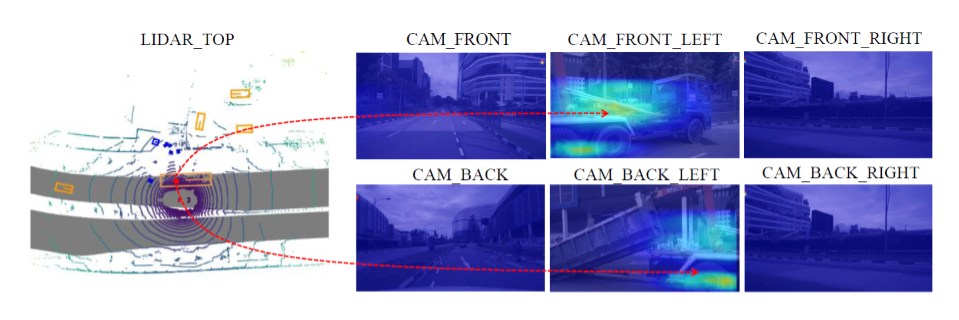 LIDAR_TOP
CAM_FRONT
CAM_FRONT_LEFT
CAM_FRONT_RIGHT
CAM_BACK
CAM_BACK_LEFT
CAM_BACK_RIGHT